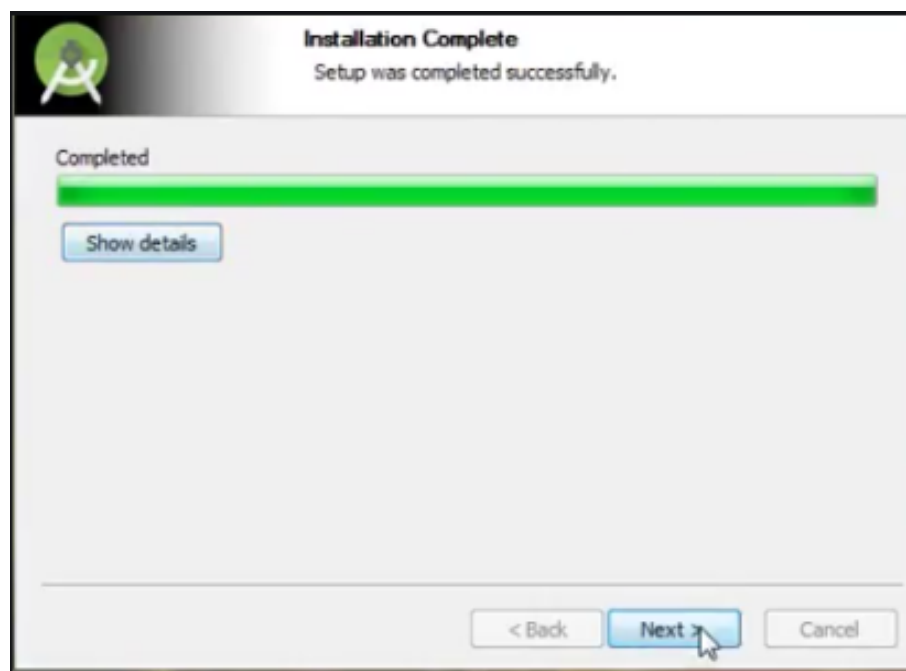 Installation Complete
Setup was completed successfully.
Completed
Show details
< Back
Next >
Cancel